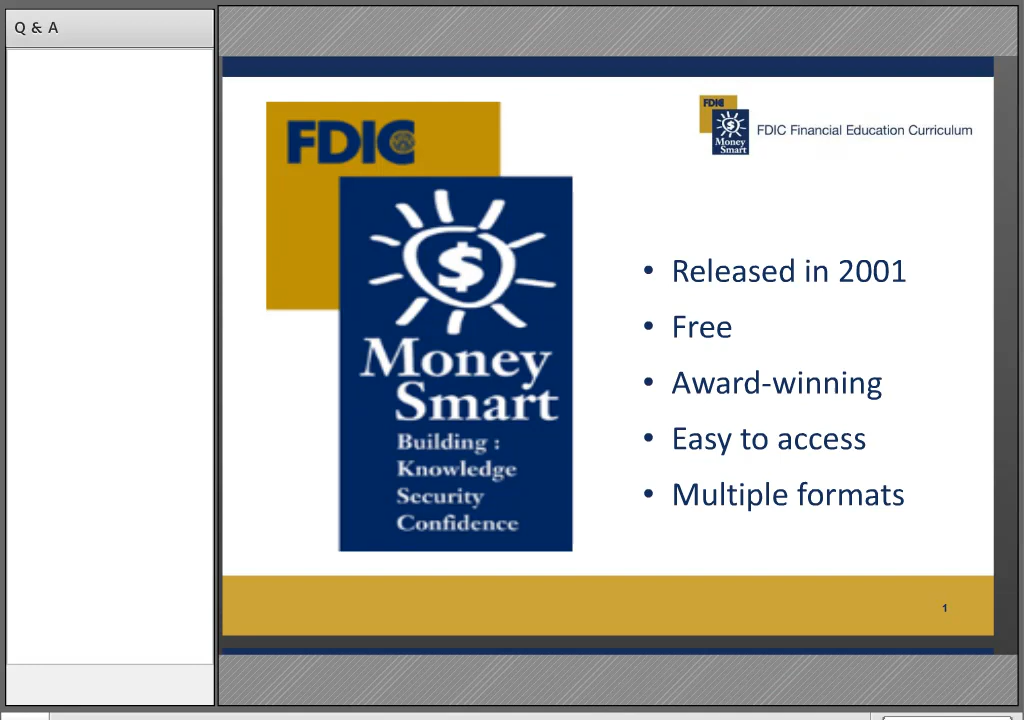 Q & A
FDIC
Money
Smart
Building :
Knowledge
Security
Confidence
FDIC
Money
Smart
FDIC Financial Education Curriculum
• Released in 2001
• Free
• Award-winning
• Easy to access
• Multiple formats
1